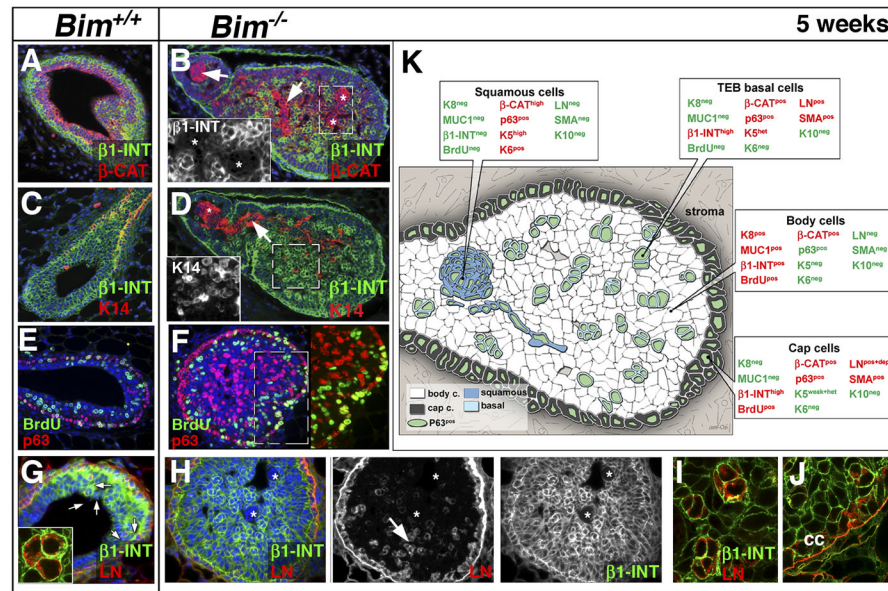 Bim+/+ Bim-/- 5 weeks
A
β1-INT
β-CAT
B
β1-INT
*
*
*
*
β1-INT
β-CAT
C
β1-INT
K14
D
*
K14
β1-INT
K14
E
BrdU
p63
F
G
β1-INT
LN
H
*
*
β1-INT
LN
*
*
LN
*
*
β1-INT
I
β1-INT
LN
J
cc
K
Squamous cells
K8neg β-CAThigh LNneg
MUC1neg p63pos SMAneg
β1-INTneg K5high K10neg
BrdUneg K6pos
TEB basal cells
K8neg β-CATpos LNpos
MUC1neg p63pos SMApos
β1-INThigh K5het K10neg
BrdUneg K6neg
stroma
Body cells
K8pos β-CATpos LNneg
MUC1pos p63pos SMAneg
β1-INTpos K5neg K10neg
BrdUpos K6neg
Cap cells
K8neg β-CATpos LNpos+dep
MUC1neg p63pos SMApos
β1-INThigh K5weak+het K10neg
BrdUpos K6neg
body c. squamous
cap c. basal
P63pos